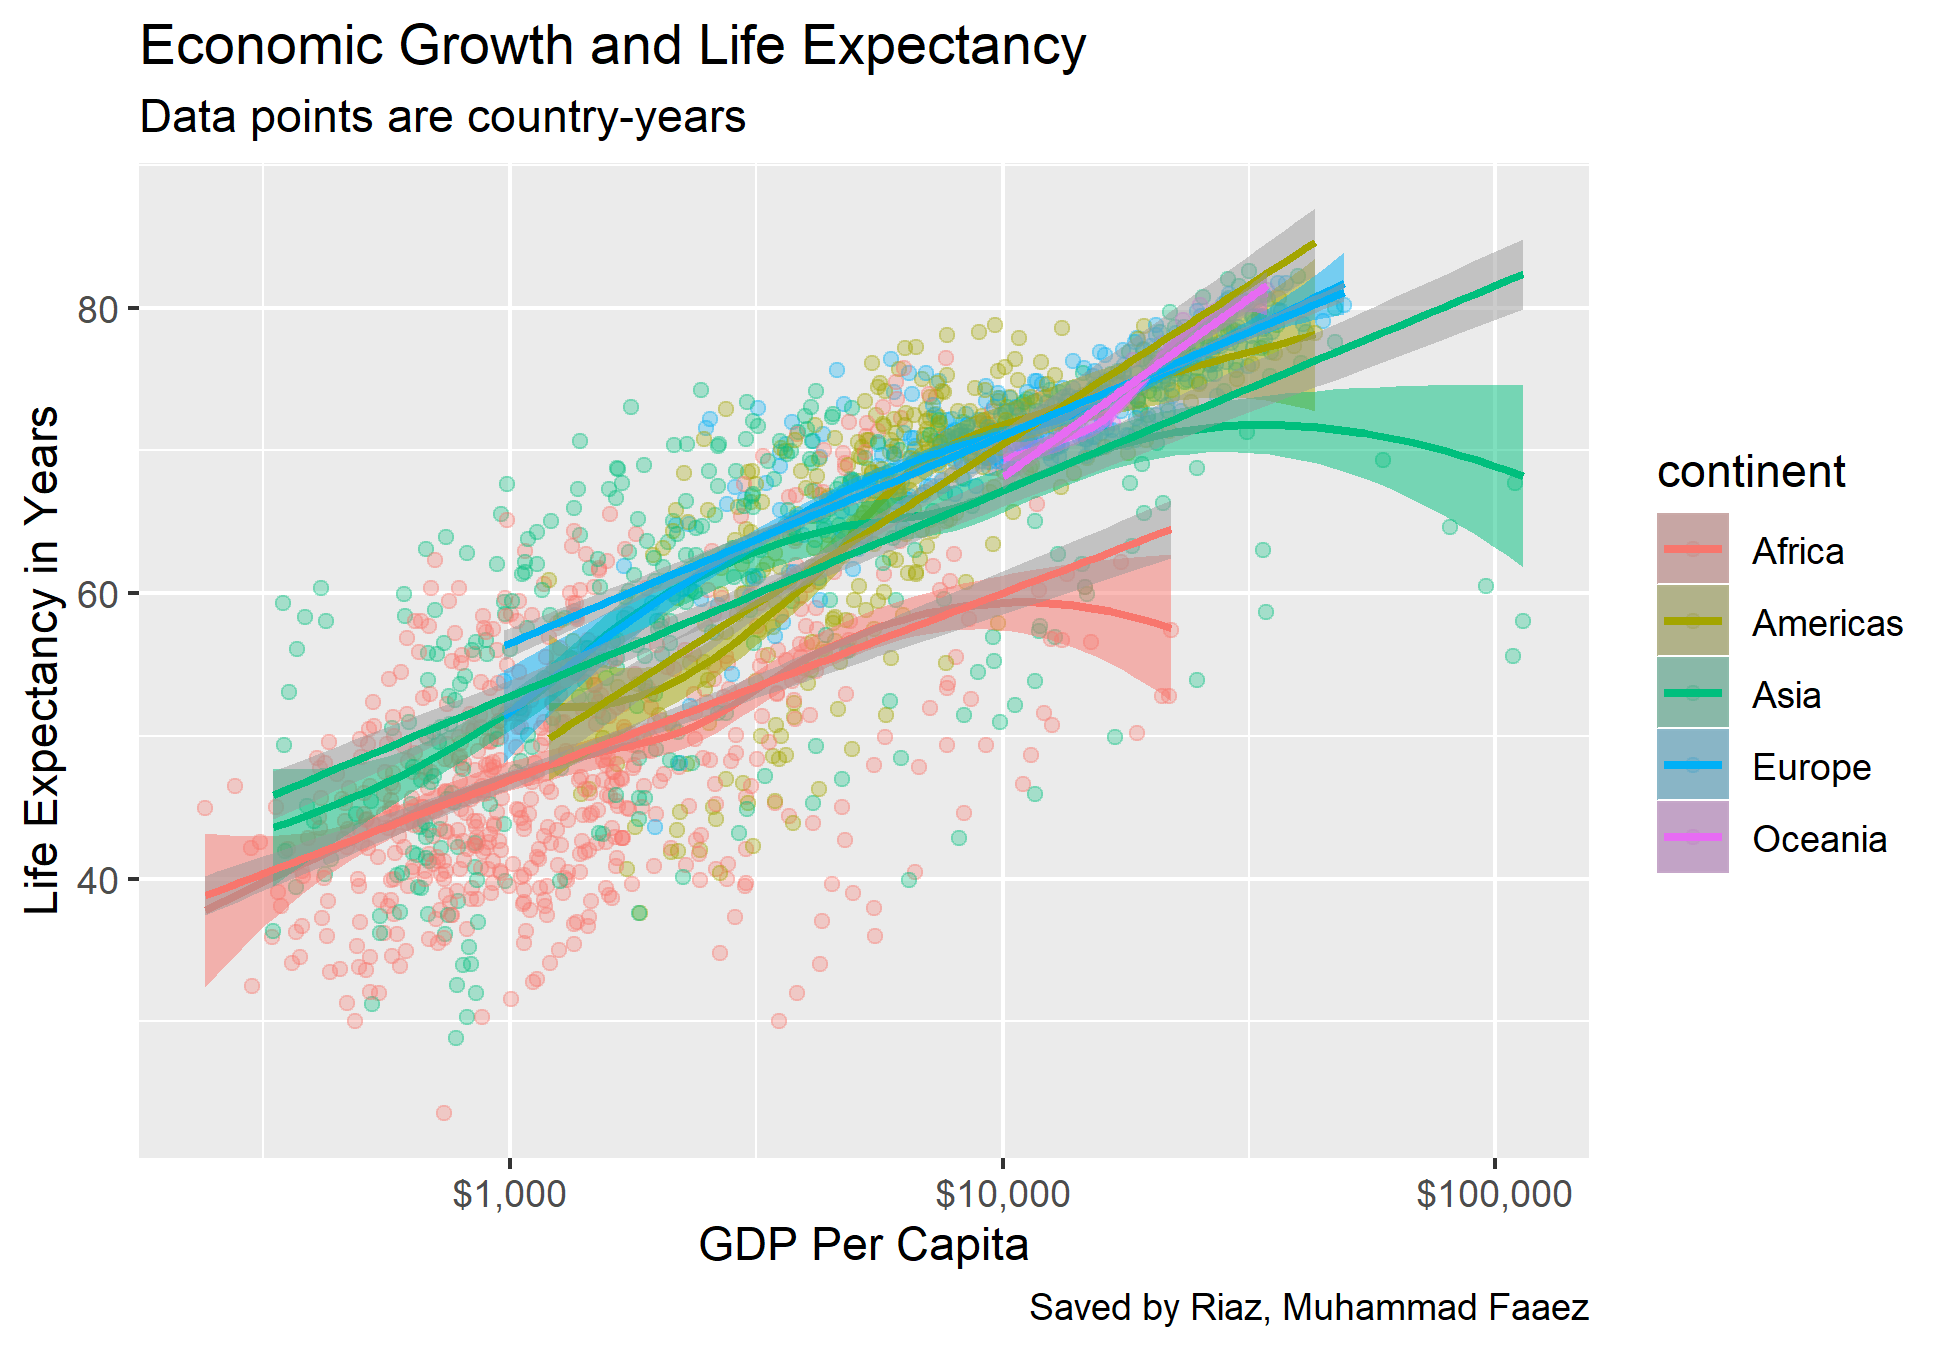 Economic Growth and Life Expectancy
Data points are country-years
Life Expectancy in Years
80
60
40
$1,000
$10,000
$100,000
GDP Per Capita
continent
Africa
Americas
Asia
Europe
Oceania
Saved by Riaz, Muhammad Faaez